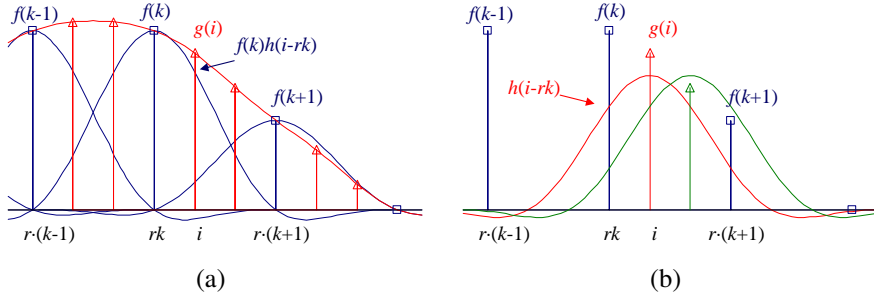 f(k-1)
f(k)
g(i)
f(k)h(i-rk)
f(k+1)
r·(k-1)
rk
i
r·(k+1)
(a)
f(k-1)
f(k)
g(i)
h(i-rk)
f(k+1)
r·(k-1)
rk
i
r·(k+1)
(b)